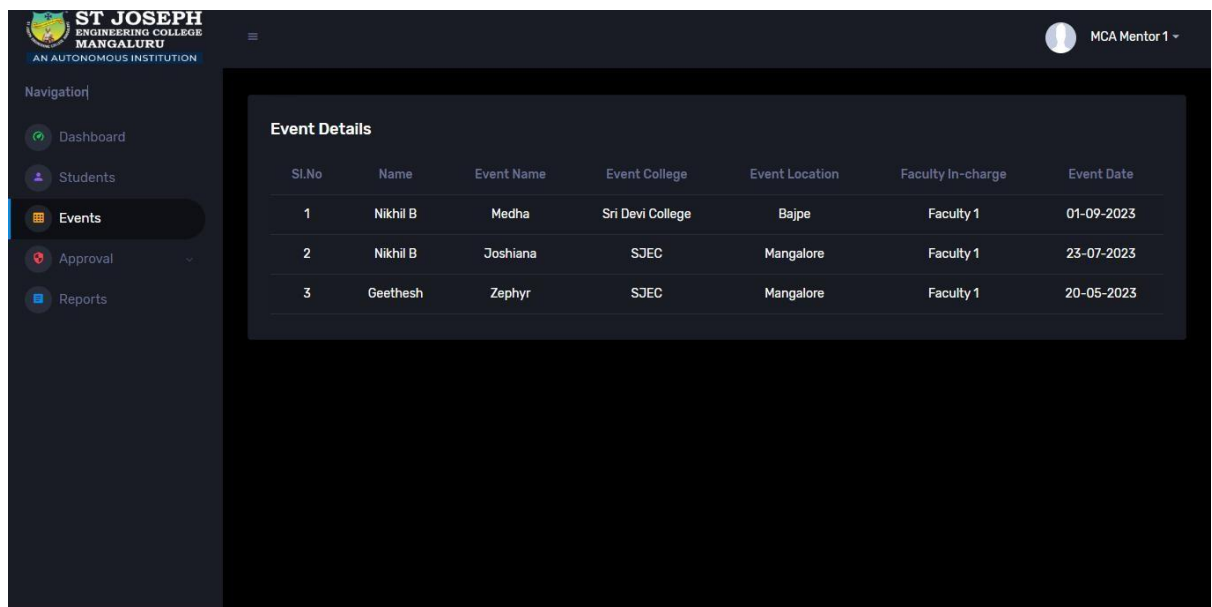 ST JOSEPH
ENGINEERING COLLEGE
MANGALURU
AN AUTONOMOUS INSTITUTION
MCA Mentor 1
Navigation
Dashboard
Students
Events
Approval
Reports
Event Details
Sl.No Name Event Name Event College Event Location Faculty In-charge Event Date
1 Nikhil B Medha Sri Devi College Bajpe Faculty 1 01-09-2023
2 Nikhil B Joshiana SJEC Mangalore Faculty 1 23-07-2023
3 Geethesh Zephyr SJEC Mangalore Faculty 1 20-05-2023